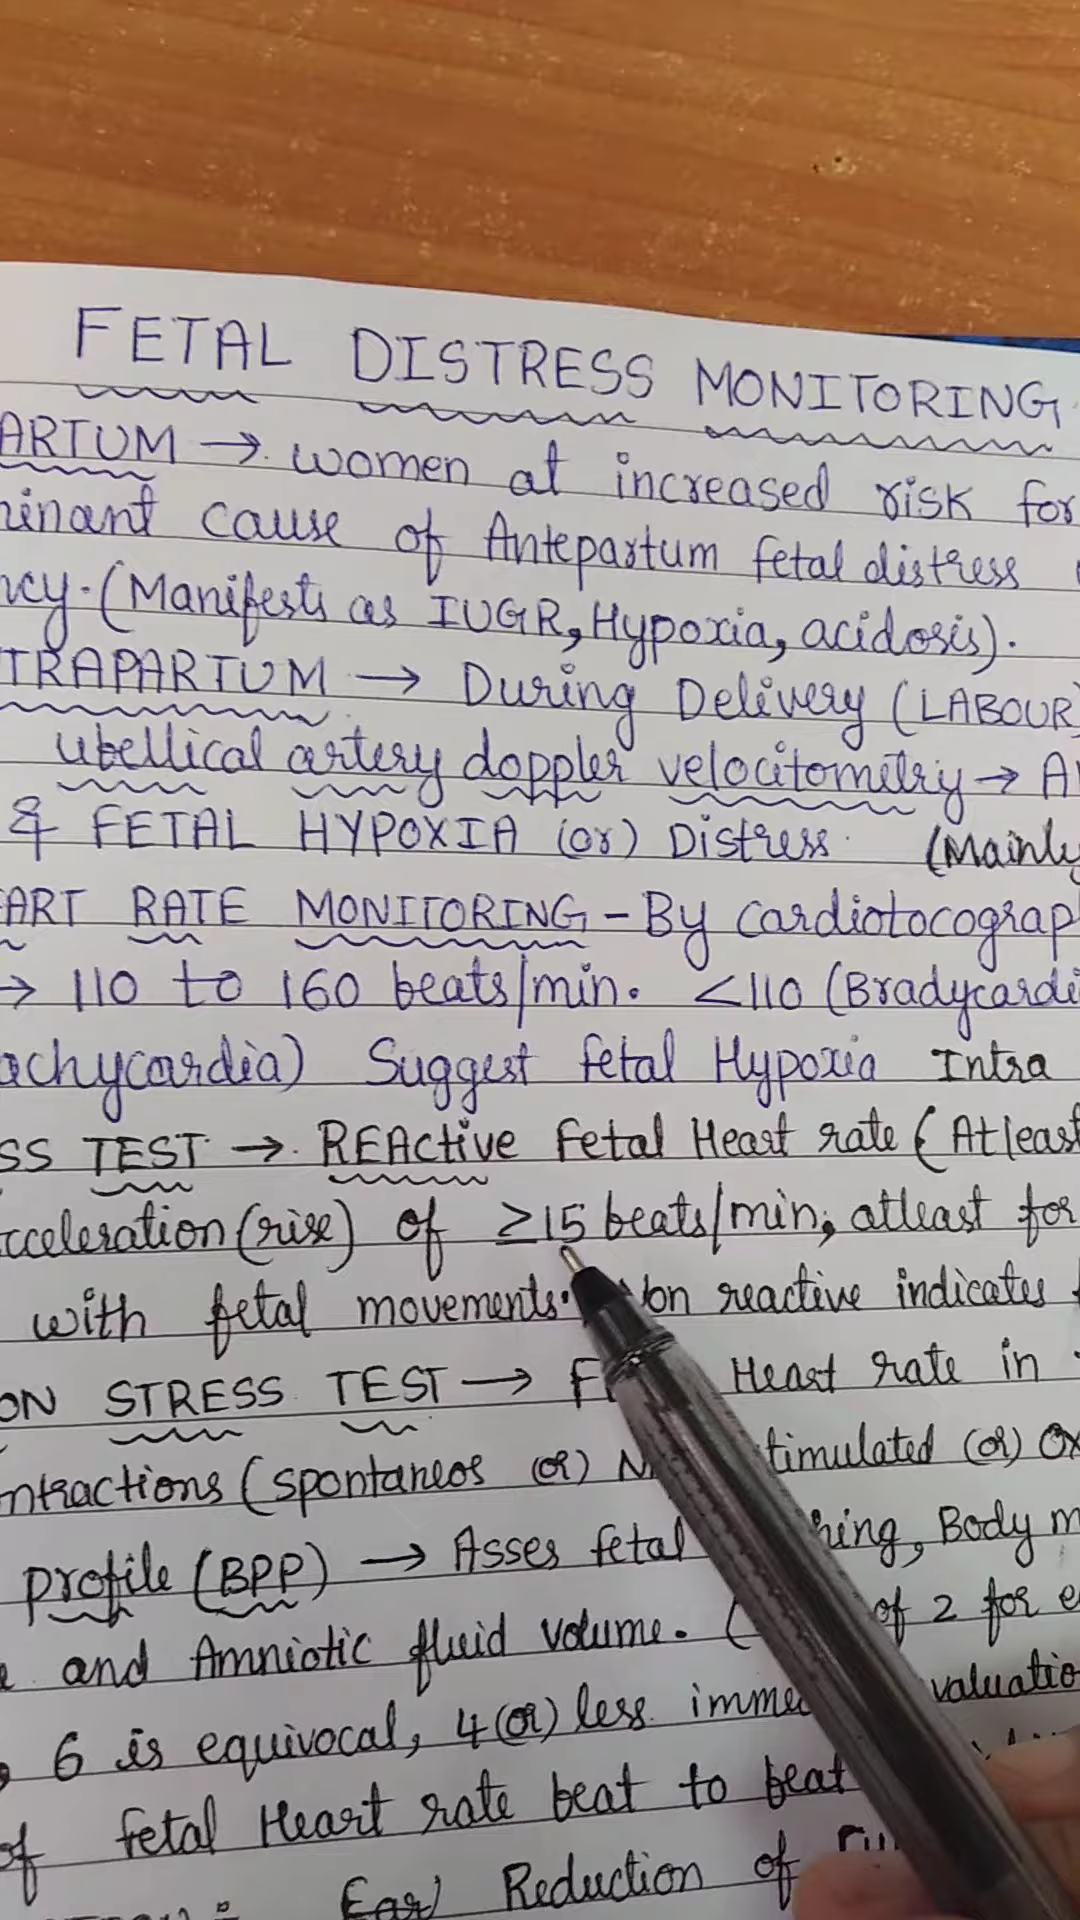 FETAL DISTRESS MONITORING
ARTUM → women at increased risk for
inant cause of Antepartum fetal distress
ncy. (Manifests as IUGR, Hypoxia, acidosis).
TRAPARTUM → During Delivery (LABOUR)
ubellical artery doppler velocitometry → A
& FETAL HYPOXIA (or) Distress. (Mainly
ART RATE MONITORING - By Cardiotocograp
→ 110 to 160 beats/min. <110 (Bradycardi
achycardia) Suggest fetal Hypoxia Intra
SS TEST → REACtive Fetal Heart rate (Atleast
cceleration (rise) of ≥15 beats/min, atleast for
with fetal movements. Non reactive indicates
ON STRESS TEST → F Heart rate in
ntractions (spontaneos (or) N timulated (or) Ox
profile (BPP) → Asses fetal hing, Body m
and Amniotic fluid volume. ( of 2 for e
6 is equivocal, 4 (or) less imme valuatio
of fetal Heart rate beat to beat
Reduction of